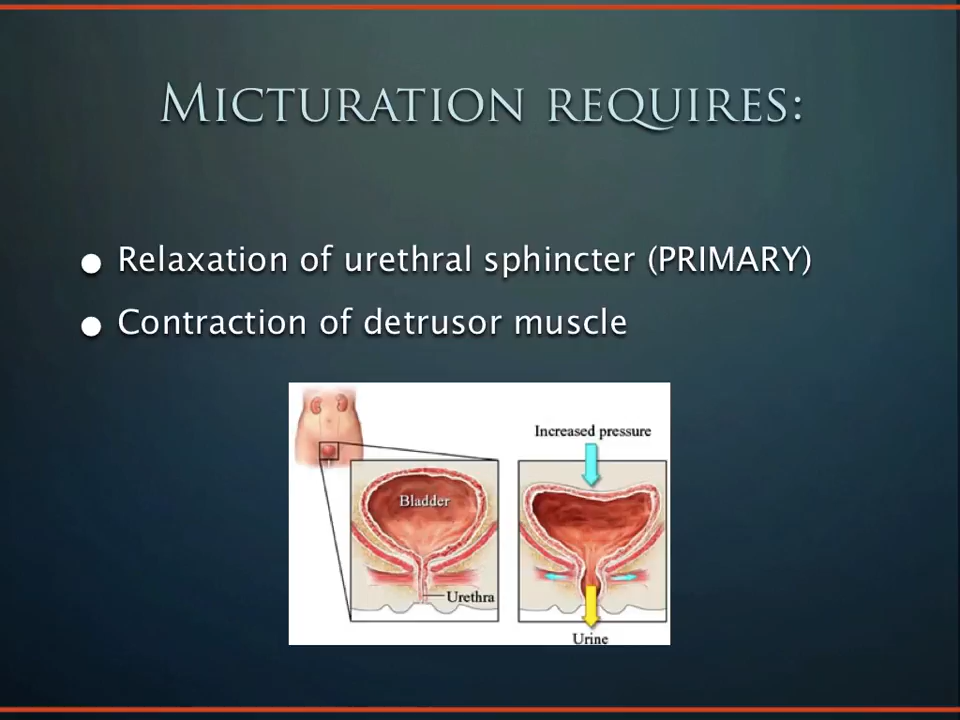 Micturation requires:
• Relaxation of urethral sphincter (PRIMARY)
• Contraction of detrusor muscle
Increased pressure
Bladder
Urethra
Urine